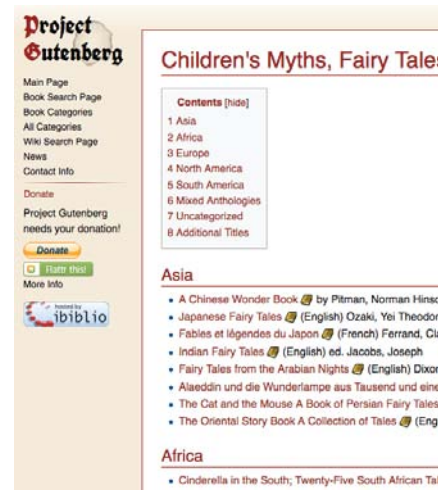 Project
Gutenberg
Main Page
Book Search Page
Book Categories
All Categories
Wiki Search Page
News
Contact Info
Donate
Project Gutenberg
needs your donation!
Donate
Flattr this!
More Info
hosted by
ibiblio
Children's Myths, Fairy Tales
Contents [hide]
1 Asia
2 Africa
3 Europe
4 North America
5 South America
6 Mixed Anthologies
7 Uncategorized
8 Additional Titles
Asia
• A Chinese Wonder Book by Pitman, Norman Hinsd
• Japanese Fairy Tales (English) Ozaki, Yei Theodor
• Fables et légendes du Japon (French) Ferrand, Cla
• Indian Fairy Tales (English) ed. Jacobs, Joseph
• Fairy Tales from the Arabian Nights (English) Dixon
• Alaeddin und die Wunderlampe aus Tausend und eine
• The Cat and the Mouse A Book of Persian Fairy Tales
• The Oriental Story Book A Collection of Tales (Eng
Africa
• Cinderella in the South; Twenty-Five South African Tal